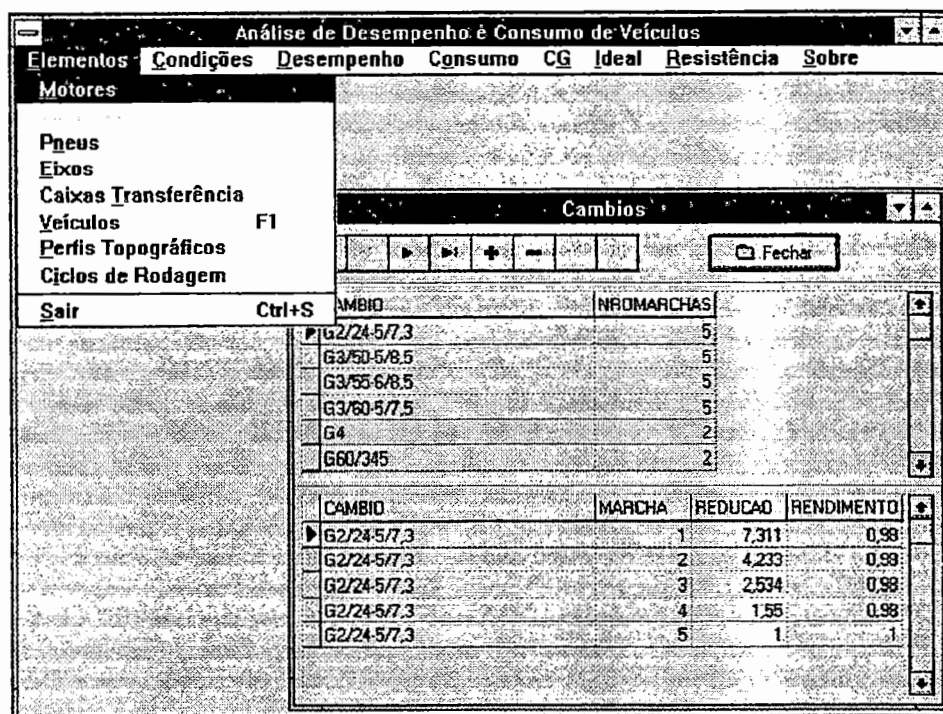 Análise de Desempenho e Consumo de Veículos
Elementos Condições Desempenho Consumo CG Ideal Resistência Sobre
Motores
Pneus
Eixos
Caixas Transferência
Veículos F1
Perfis Topográficos
Ciclos de Rodagem
Sair Ctrl+S
Cambios
Fechar
AMBIO NROMARCHAS
G2/24-5/7,3 5
G3/50-5/8,5 5
G3/55-6/8,5 5
G3/60-5/7,5 5
G4 2
G60/345 2
CAMBIO MARCHA REDUCAO RENDIMENTO
G2/24-5/7,3 1 7,311 0,98
G2/24-5/7,3 2 4,233 0,98
G2/24-5/7,3 3 2,534 0,98
G2/24-5/7,3 4 1,55 0,98
G2/24-5/7,3 5 1 1